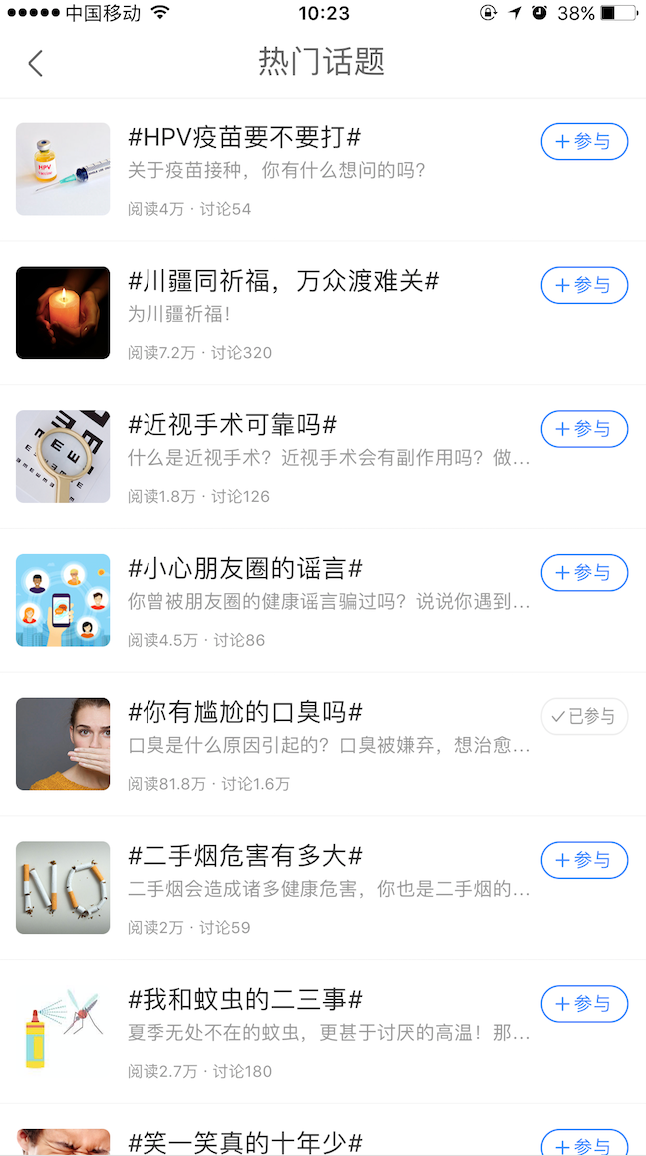 中国移动 10:23 38%
热门话题
#HPV疫苗要不要打#
+参与
关于疫苗接种，你有什么想问的吗？
阅读4万 · 讨论54
HPV
#川疆同祈福，万众渡难关#
+参与
为川疆祈福！
阅读7.2万 · 讨论320
#近视手术可靠吗#
+参与
什么是近视手术？近视手术会有副作用吗？做...
阅读1.8万 · 讨论126
#小心朋友圈的谣言#
+参与
你曾被朋友圈的健康谣言骗过吗？说说你遇到...
阅读4.5万 · 讨论86
#你有尴尬的口臭吗#
已参与
口臭是什么原因引起的？口臭被嫌弃，想治愈...
阅读81.8万 · 讨论1.6万
#二手烟危害有多大#
+参与
二手烟会造成诸多健康危害，你也是二手烟的...
阅读2万 · 讨论59
NO
#我和蚊虫的二三事#
+参与
夏季无处不在的蚊虫，更甚于讨厌的高温！那...
阅读2.7万 · 讨论180
#笑一笑真的十年少#
+参与